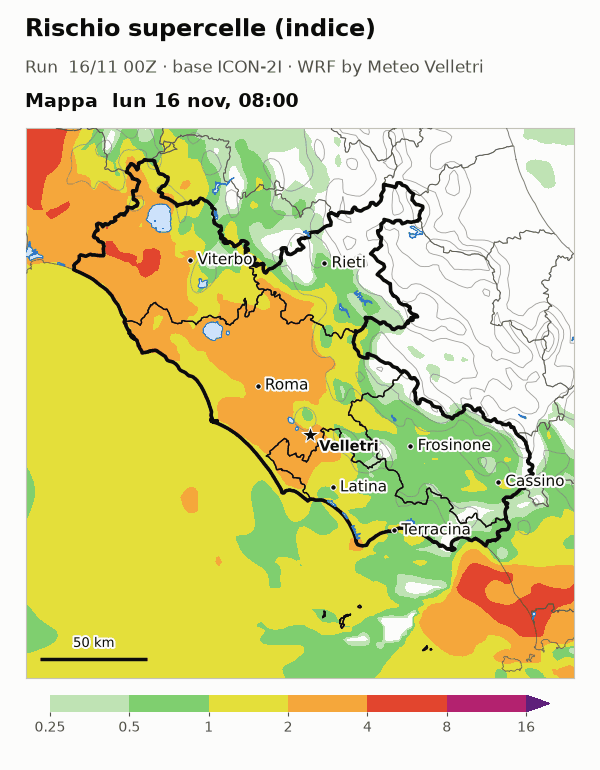 Rischio supercelle (indice)
Run 16/11 00Z · base ICON-2I · WRF by Meteo Velletri
Mappa lun 16 nov, 08:00
Viterbo
Rieti
Roma
Velletri
Frosinone
Cassino
Latina
Terracina
50 km
0.25 0.5 1 2 4 8 16